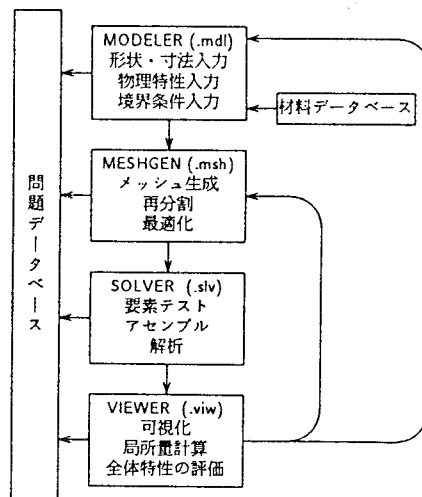 MODELER (.mdl)
形状・寸法入力
物理特性入力
境界条件入力
材料データベース
MESHGEN (.msh)
メッシュ生成
再分割
最適化
問題データベース
SOLVER (.slv)
要素テスト
アセンブル
解析
VIEWER (.viw)
可視化
局所量計算
全体特性の評価